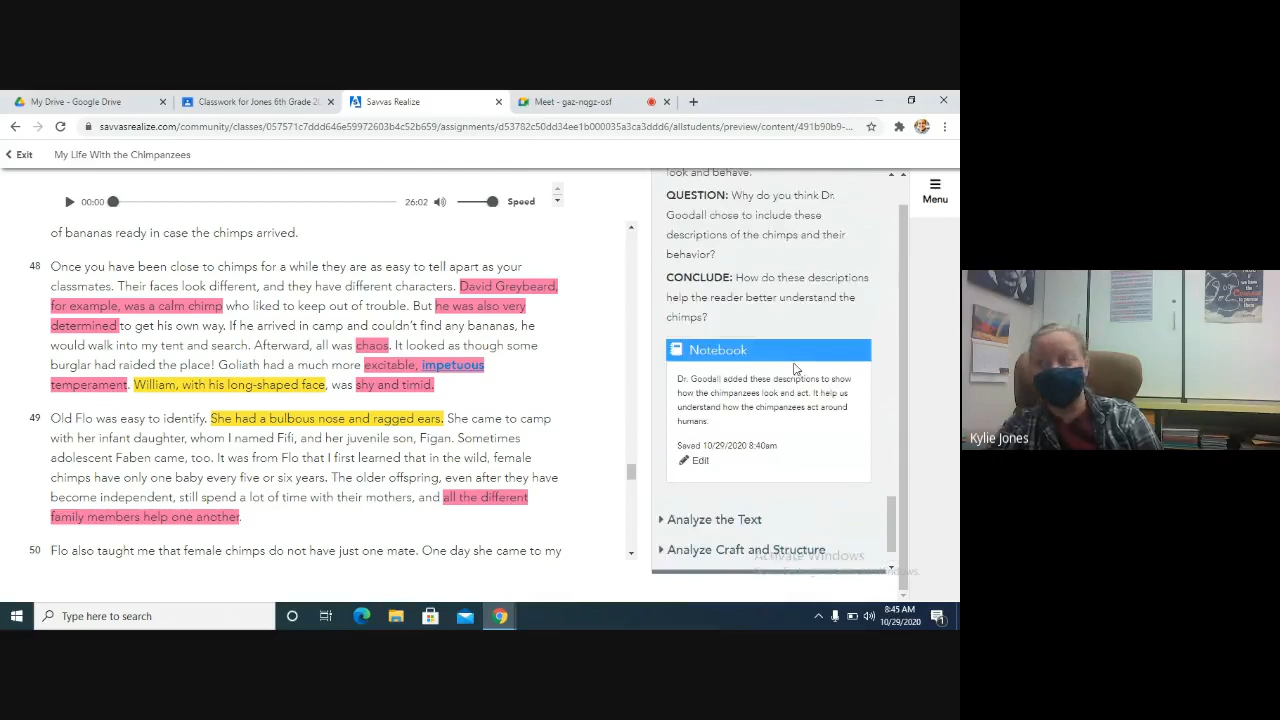 My Drive - Google Drive
Classwork for Jones 6th Grade 2(
Savvas Realize
Meet - gaz-nqgz-osf
savvasrealize.com/community/classes/057571c7ddd646e59972603b4c52b659/assignments/d53782c50dd34ee1b000035a3ca3ddd6/allstudents/preview/content/491b90b9-...
Exit
My Life With the Chimpanzees
00:00
26:02
Speed
Menu
of bananas ready in case the chimps arrived.
48
Once you have been close to chimps for a while they are as easy to tell apart as your
classmates. Their faces look different, and they have different characters. David Greybeard,
for example, was a calm chimp who liked to keep out of trouble. But he was also very
determined to get his own way. If he arrived in camp and couldn't find any bananas, he
would walk into my tent and search. Afterward, all was chaos. It looked as though some
burglar had raided the place! Goliath had a much more excitable, impetuous
temperament. William, with his long-shaped face, was shy and timid.
49
Old Flo was easy to identify. She had a bulbous nose and ragged ears. She came to camp
with her infant daughter, whom I named Fifi, and her juvenile son, Figan. Sometimes
adolescent Faben came, too. It was from Flo that I first learned that in the wild, female
chimps have only one baby every five or six years. The older offspring, even after they have
become independent, still spend a lot of time with their mothers, and all the different
family members help one another.
50
Flo also taught me that female chimps do not have just one mate. One day she came to my
look and behave.
QUESTION: Why do you think Dr.
Goodall chose to include these
descriptions of the chimps and their
behavior?
CONCLUDE: How do these descriptions
help the reader better understand the
chimps?
Notebook
Dr. Goodall added these descriptions to show
how the chimpanzees look and act. It help us
understand how the chimpanzees act around
humans.
Saved 10/29/2020 8:40am
Edit
Analyze the Text
Analyze Craft and Structure
Activate Windows
Windows.
Kylie Jones
Type here to search
8:45 AM
10/29/2020
1